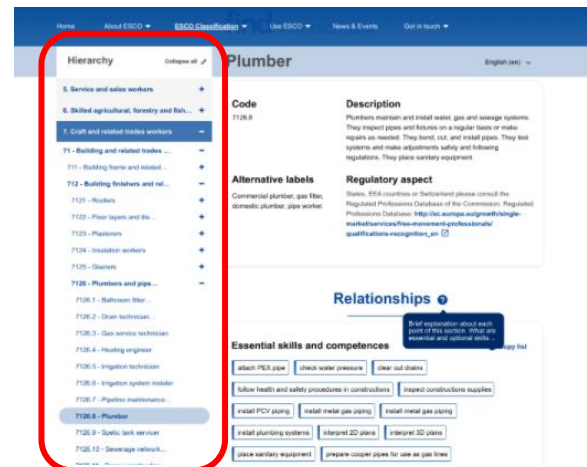 Home About ESCO ESCO Classification Use ESCO News & Events Get in touch
find
Hierarchy Collapse all
Plumber
English (en)
5. Service and sales workers +
6. Skilled agricultural, forestry and fish... +
7. Craft and related trades workers −
71 - Building and related trades ... −
711 - Building frame and related... +
712 - Building finishers and rel... −
7121 - Roofers +
7122 - Floor layers and tile... +
7123 - Plasterers +
7124 - Insulation workers +
7125 - Glaziers +
7126 - Plumbers and pipe... −
7126.1 - Bathroom fitter...
7126.2 - Drain technician...
7126.3 - Gas service technician
7126.4 - Heating engineer
7126.5 - Irrigation technician
7126.6 - Irrigation system instaler
7126.7 - Pipeline maintenance...
7126.8 - Plumber
7126.9 - Spetic tank servicer
7126.10 - Sewerage network...
Code
7126.8
Description
Plumbers maintain and install water, gas and sewage systems.
They inspect pipes and fixtures on a regular basis or make
repairs as needed. They bend, cut, and install pipes. They test
systems and make adjustments safely and following
regulations. They place sanitary equipment
Alternative labels
Commercial plumber, gas fitter,
domestic plumber, pipe worker.
Regulatory aspect
States, EEA countries or Switzerland please consult the
Regulated Professions Database of the Commission. Regulated
Professions Database: http://ec.europa.eu/growth/single-
market/services/free-movement-professionals/
qualifications-recognition_en
Relationships ?
Brief explanation about each
point of this section. What are
essential and optional skills...
Essential skills and competences
copy list
attach PEX pipe check water pressure clear out drains
follow health and safety procedures in constructions inspect constructions supplies
install PCV piping install metal gas piping install metal gas piping
install plumbing systems interpret 2D plans interpret 3D plans
place sanitary equipment prepare cooper pipes for use as gas lines